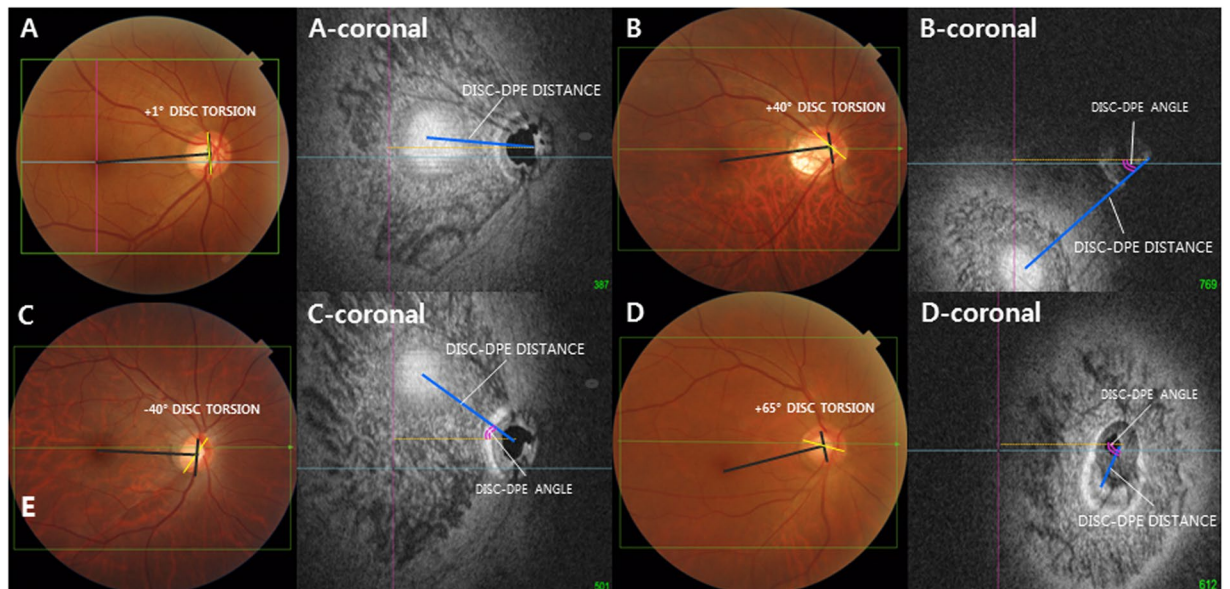 A
A-coronal
B
B-coronal
+1° DISC TORSION
DISC-DPE DISTANCE
+40° DISC TORSION
DISC-DPE ANGLE
DISC-DPE DISTANCE
387
769
C
C-coronal
D
D-coronal
-40° DISC TORSION
DISC-DPE DISTANCE
+65° DISC TORSION
DISC-DPE ANGLE
DISC-DPE ANGLE
DISC-DPE DISTANCE
E
501
612